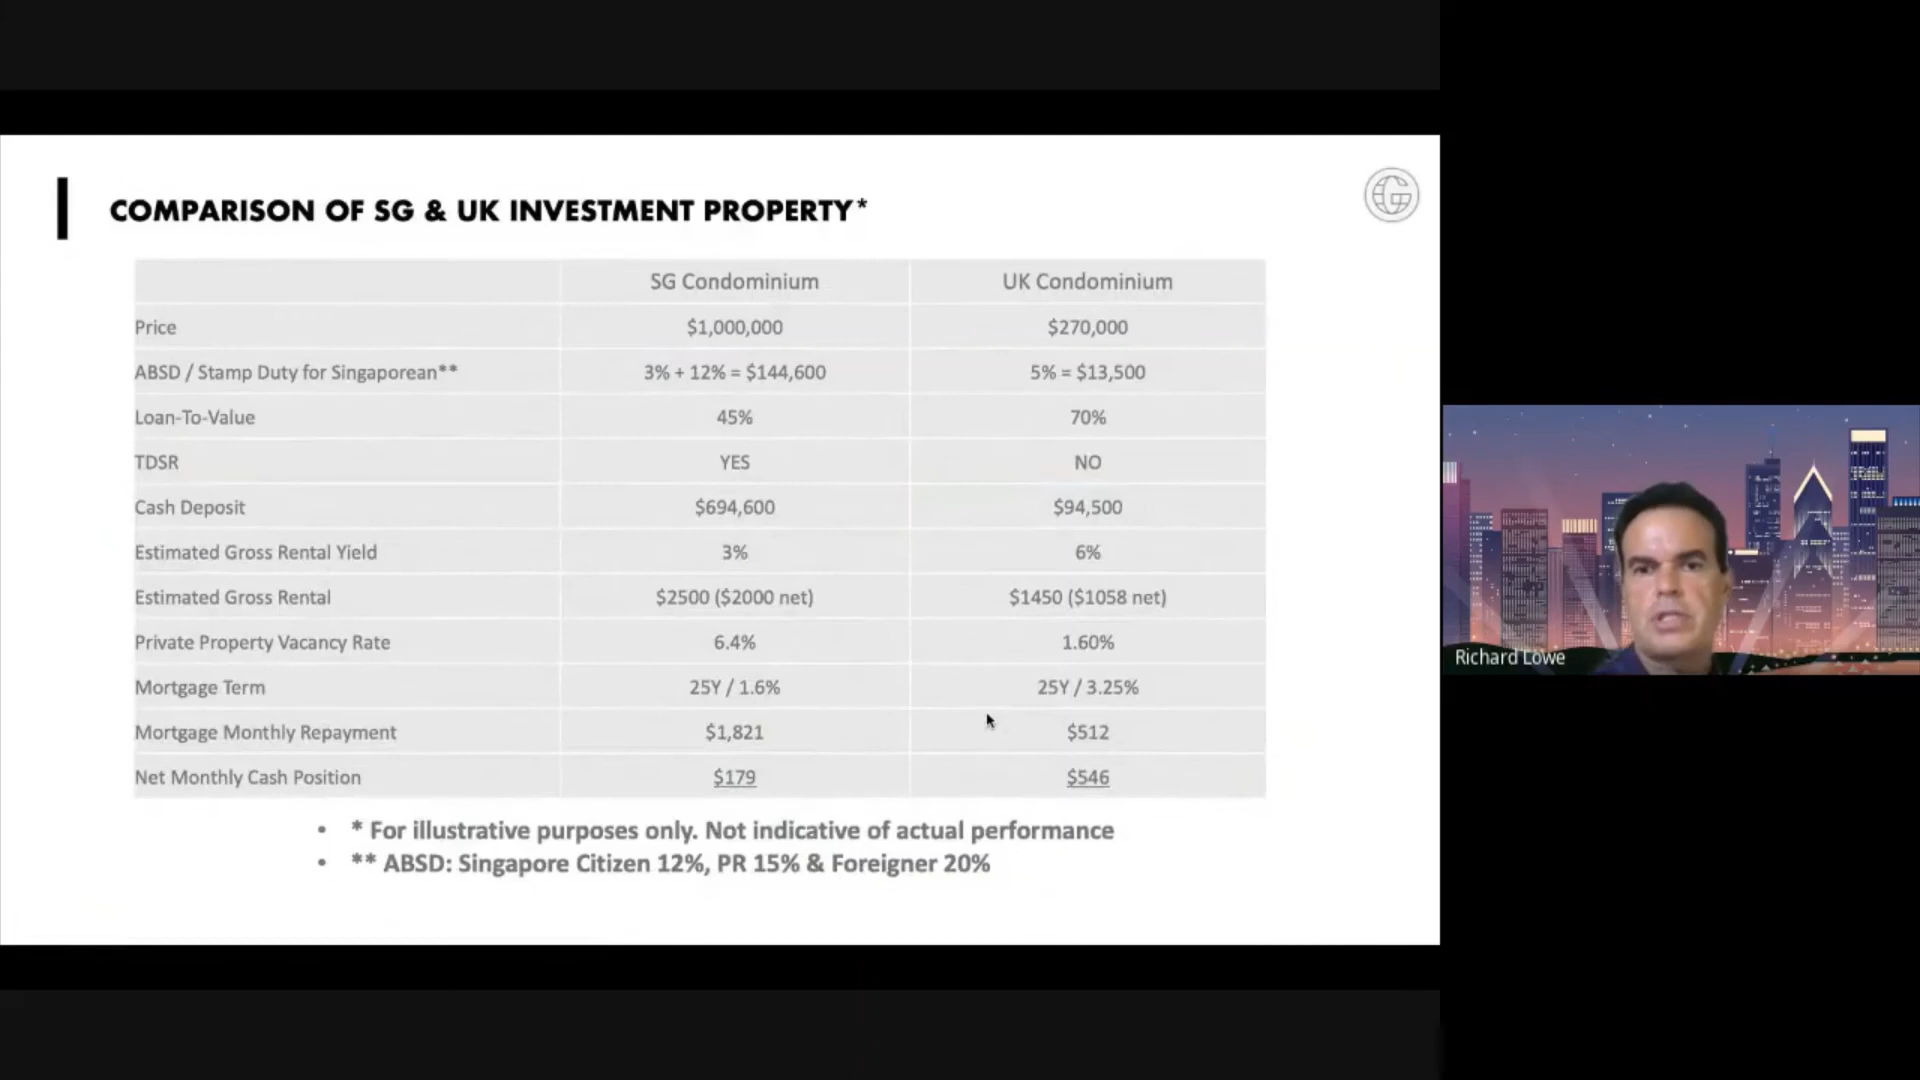 COMPARISON OF SG & UK INVESTMENT PROPERTY*
SG Condominium UK Condominium
Price $1,000,000 $270,000
ABSD / Stamp Duty for Singaporean** 3% + 12% = $144,600 5% = $13,500
Loan-To-Value 45% 70%
TDSR YES NO
Cash Deposit $694,600 $94,500
Estimated Gross Rental Yield 3% 6%
Estimated Gross Rental $2500 ($2000 net) $1450 ($1058 net)
Private Property Vacancy Rate 6.4% 1.60%
Mortgage Term 25Y / 1.6% 25Y / 3.25%
Mortgage Monthly Repayment $1,821 $512
Net Monthly Cash Position $179 $546
• * For illustrative purposes only. Not indicative of actual performance
• ** ABSD: Singapore Citizen 12%, PR 15% & Foreigner 20%
Richard Lowe